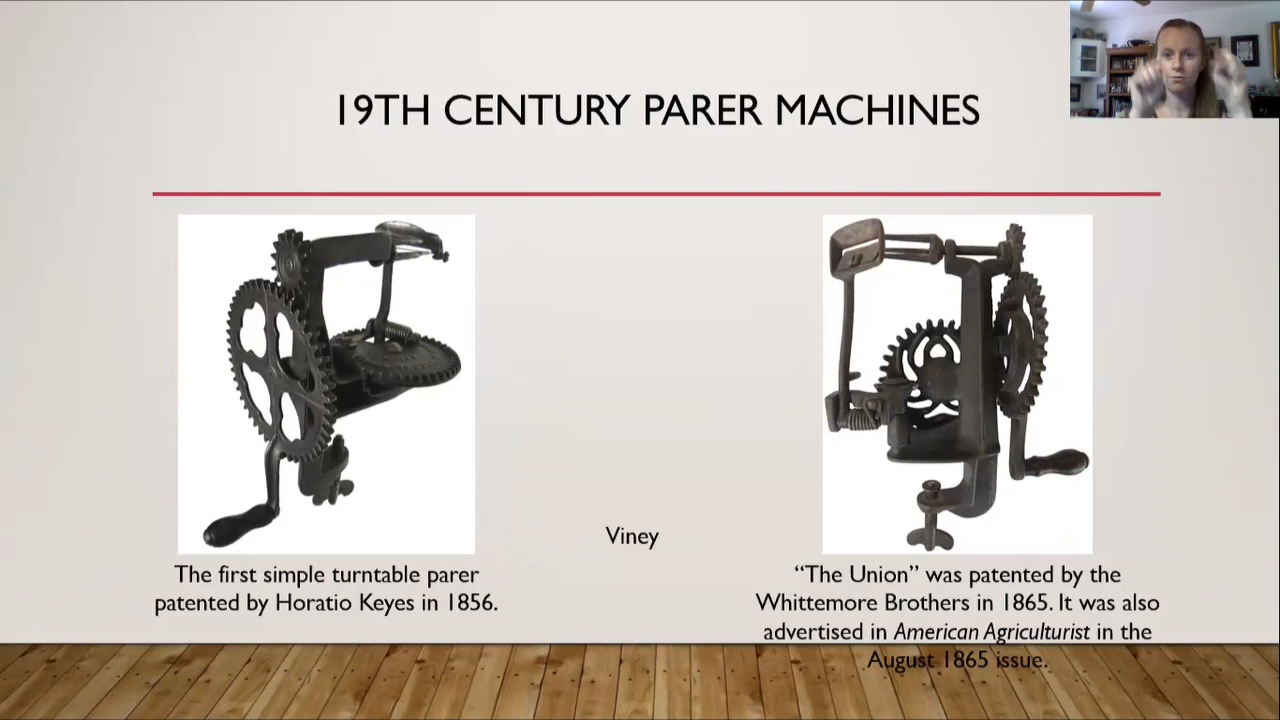 19TH CENTURY PARER MACHINES
Viney
The first simple turntable parer
patented by Horatio Keyes in 1856.
“The Union” was patented by the
Whittemore Brothers in 1865. It was also
advertised in American Agriculturist in the
August 1865 issue.